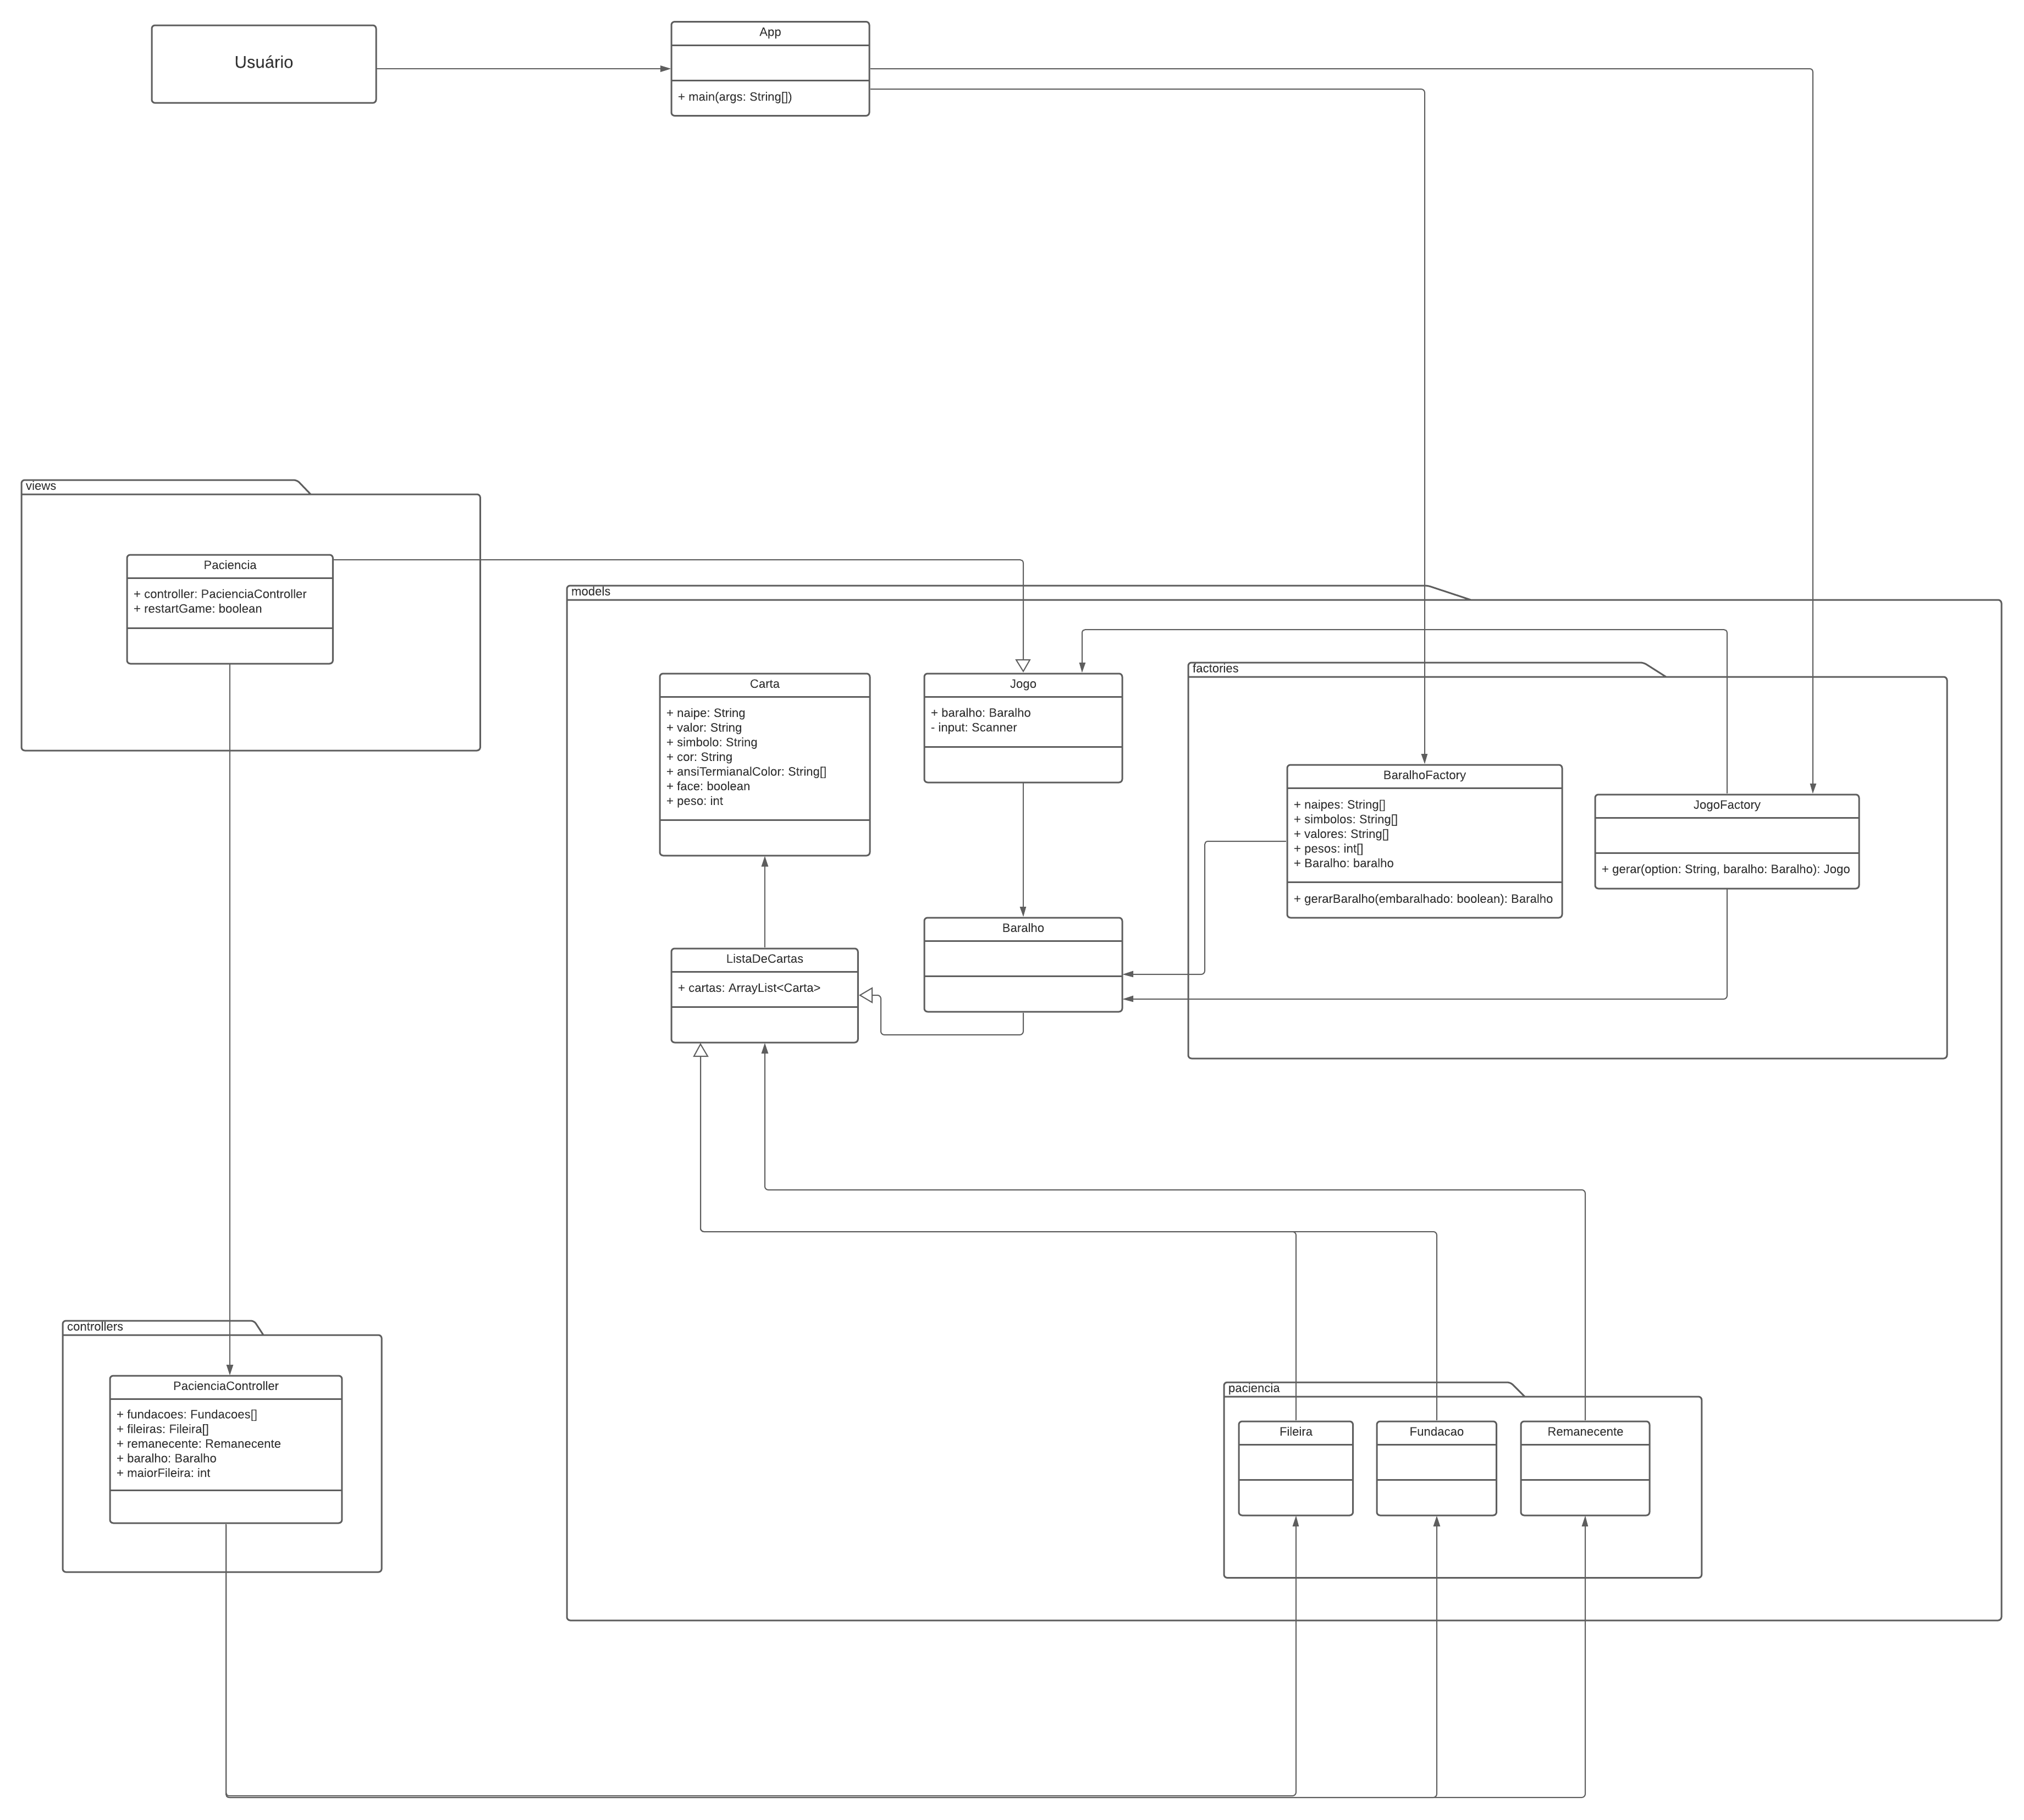 Usuário
App
+ main(args: String[])
views
Paciencia
+ controller: PacienciaController
+ restartGame: boolean
models
Carta
+ naipe: String
+ valor: String
+ simbolo: String
+ cor: String
+ ansiTermianalColor: String[]
+ face: boolean
+ peso: int
Jogo
+ baralho: Baralho
- input: Scanner
factories
BaralhoFactory
+ naipes: String[]
+ simbolos: String[]
+ valores: String[]
+ pesos: int[]
+ Baralho: baralho
+ gerarBaralho(embaralhado: boolean): Baralho
JogoFactory
+ gerar(option: String, baralho: Baralho): Jogo
Baralho
ListaDeCartas
+ cartas: ArrayList<Carta>
controllers
PacienciaController
+ fundacoes: Fundacoes[]
+ fileiras: Fileira[]
+ remanecente: Remanecente
+ baralho: Baralho
+ maiorFileira: int
paciencia
Fileira
Fundacao
Remanecente